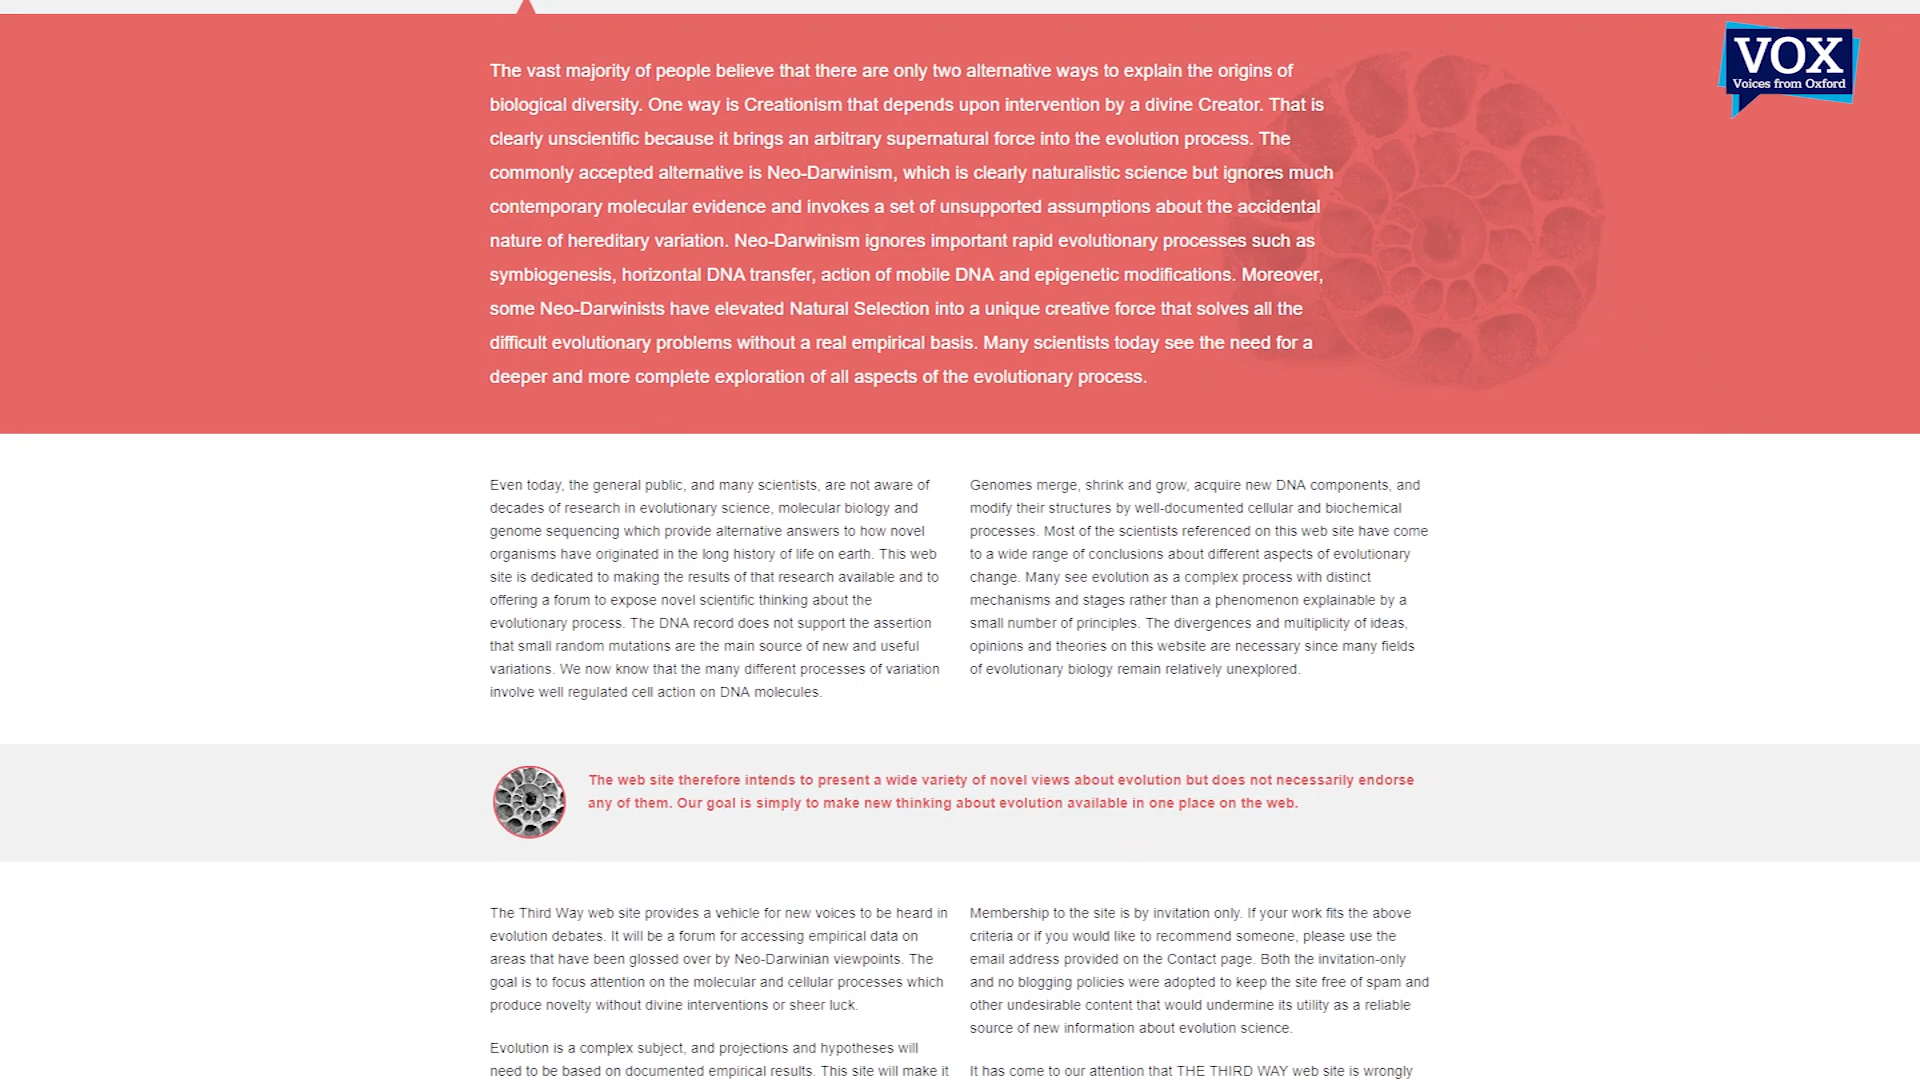 VOX
Voices from Oxford
The vast majority of people believe that there are only two alternative ways to explain the origins of
biological diversity. One way is Creationism that depends upon intervention by a divine Creator. That is
clearly unscientific because it brings an arbitrary supernatural force into the evolution process. The
commonly accepted alternative is Neo-Darwinism, which is clearly naturalistic science but ignores much
contemporary molecular evidence and invokes a set of unsupported assumptions about the accidental
nature of hereditary variation. Neo-Darwinism ignores important rapid evolutionary processes such as
symbiogenesis, horizontal DNA transfer, action of mobile DNA and epigenetic modifications. Moreover,
some Neo-Darwinists have elevated Natural Selection into a unique creative force that solves all the
difficult evolutionary problems without a real empirical basis. Many scientists today see the need for a
deeper and more complete exploration of all aspects of the evolutionary process.
Even today, the general public, and many scientists, are not aware of
decades of research in evolutionary science, molecular biology and
genome sequencing which provide alternative answers to how novel
organisms have originated in the long history of life on earth. This web
site is dedicated to making the results of that research available and to
offering a forum to expose novel scientific thinking about the
evolutionary process. The DNA record does not support the assertion
that small random mutations are the main source of new and useful
variations. We now know that the many different processes of variation
involve well regulated cell action on DNA molecules.
Genomes merge, shrink and grow, acquire new DNA components, and
modify their structures by well-documented cellular and biochemical
processes. Most of the scientists referenced on this web site have come
to a wide range of conclusions about different aspects of evolutionary
change. Many see evolution as a complex process with distinct
mechanisms and stages rather than a phenomenon explainable by a
small number of principles. The divergences and multiplicity of ideas,
opinions and theories on this website are necessary since many fields
of evolutionary biology remain relatively unexplored.
The web site therefore intends to present a wide variety of novel views about evolution but does not necessarily endorse
any of them. Our goal is simply to make new thinking about evolution available in one place on the web.
The Third Way web site provides a vehicle for new voices to be heard in
evolution debates. It will be a forum for accessing empirical data on
areas that have been glossed over by Neo-Darwinian viewpoints. The
goal is to focus attention on the molecular and cellular processes which
produce novelty without divine interventions or sheer luck.
Evolution is a complex subject, and projections and hypotheses will
need to be based on documented empirical results. This site will make it
Membership to the site is by invitation only. If your work fits the above
criteria or if you would like to recommend someone, please use the
email address provided on the Contact page. Both the invitation-only
and no blogging policies were adopted to keep the site free of spam and
other undesirable content that would undermine its utility as a reliable
source of new information about evolution science.
It has come to our attention that THE THIRD WAY web site is wrongly